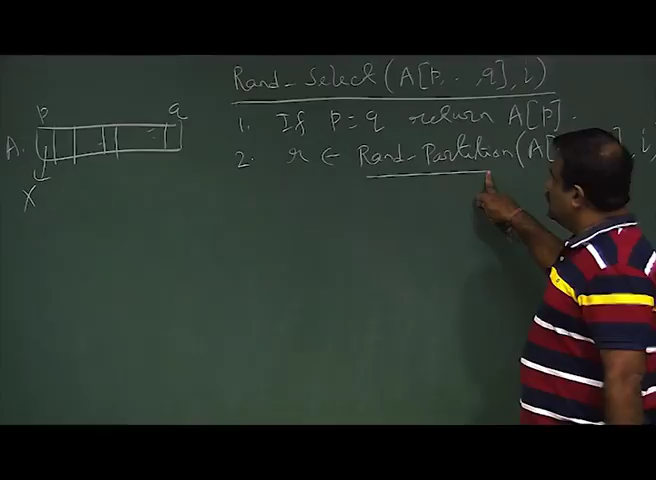 Rand-Select (A[p, .. ,q], i)
1. If p = q return A[p].
2. r ← Rand-Partition (A[ ], i,
p q
A.
X